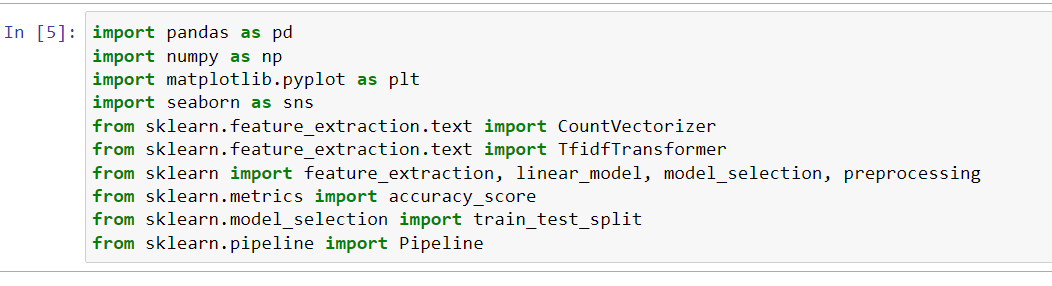 In [5]: import pandas as pd
import numpy as np
import matplotlib.pyplot as plt
import seaborn as sns
from sklearn.feature_extraction.text import CountVectorizer
from sklearn.feature_extraction.text import TfidfTransformer
from sklearn import feature_extraction, linear_model, model_selection, preprocessing
from sklearn.metrics import accuracy_score
from sklearn.model_selection import train_test_split
from sklearn.pipeline import Pipeline